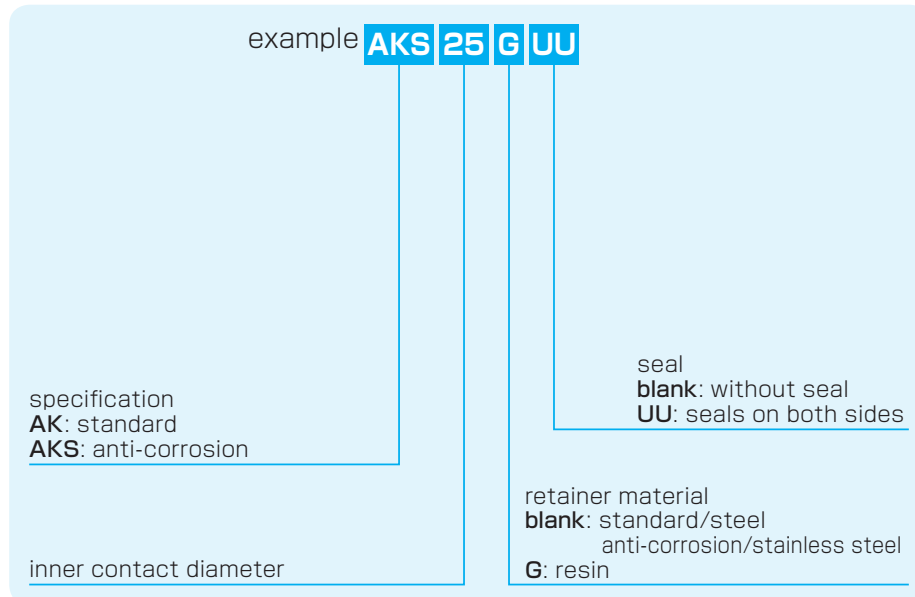 example AKS 25 G UU
specification
AK: standard
AKS: anti-corrosion
inner contact diameter
seal
blank: without seal
UU: seals on both sides
retainer material
blank: standard/steel
anti-corrosion/stainless steel
G: resin